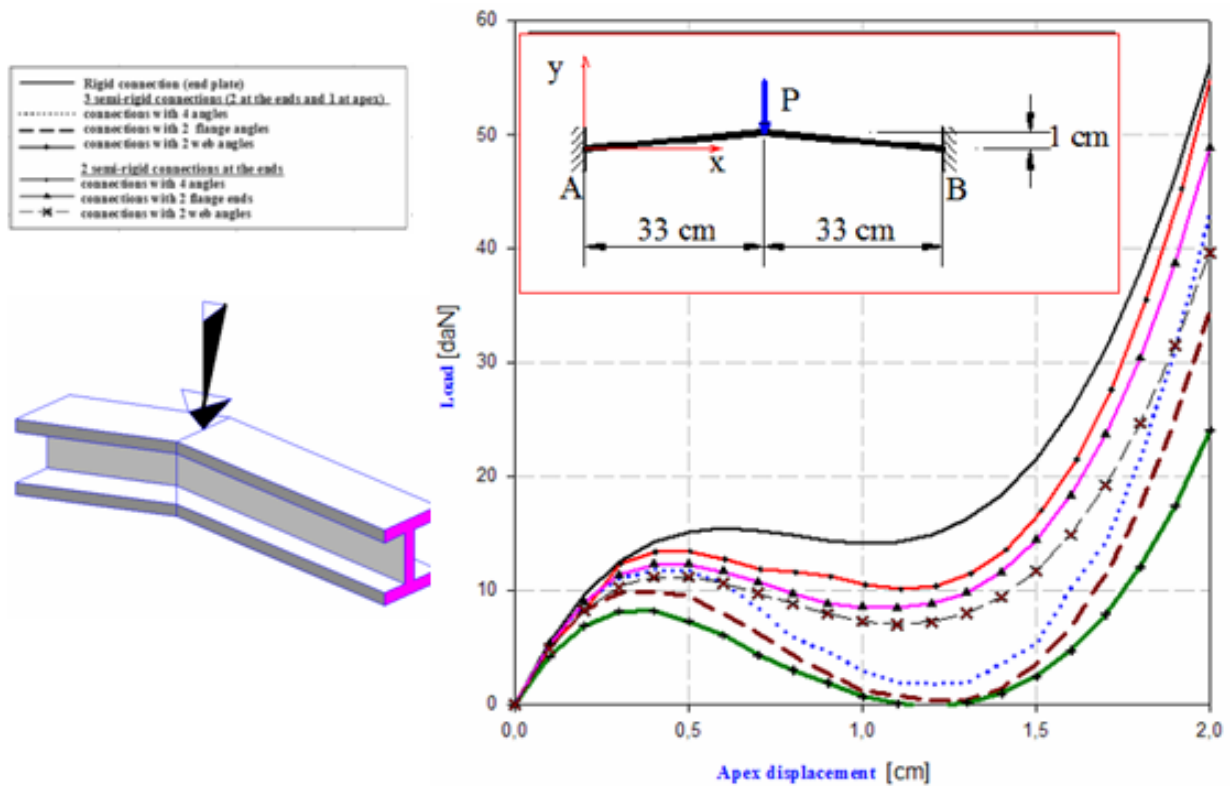 Rigid connection (end plate)
3 semi-rigid connections (2 at the ends and 1 at apex)
connections with 4 angles
connections with 2 flange angles
connections with 2 web angles
2 semi-rigid connections at the ends
connections with 4 angles
connections with 2 flange ends
connections with 2 web angles
60
50
40
30
20
10
0
Load [daN]
y
P
1 cm
x
A
B
33 cm
33 cm
0,0
0,5
1,0
1,5
2,0
Apex displacement [cm]